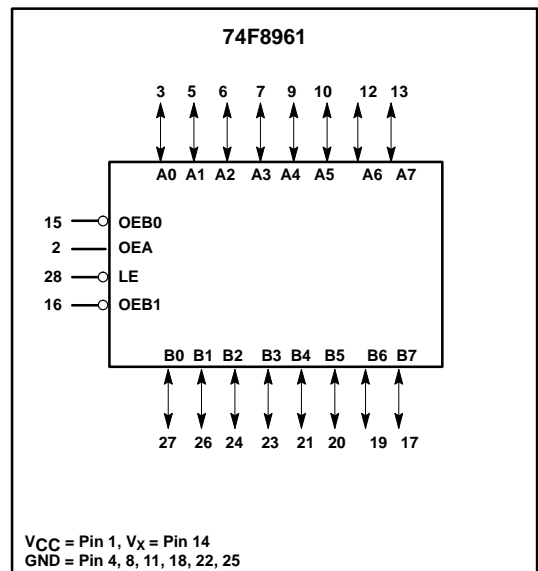 74F8961
3 5 6 7 9 10 12 13
A0 A1 A2 A3 A4 A5 A6 A7
15 OEB0
2 OEA
28 LE
16 OEB1
B0 B1 B2 B3 B4 B5 B6 B7
27 26 24 23 21 20 19 17
VCC = Pin 1, VX = Pin 14
GND = Pin 4, 8, 11, 18, 22, 25